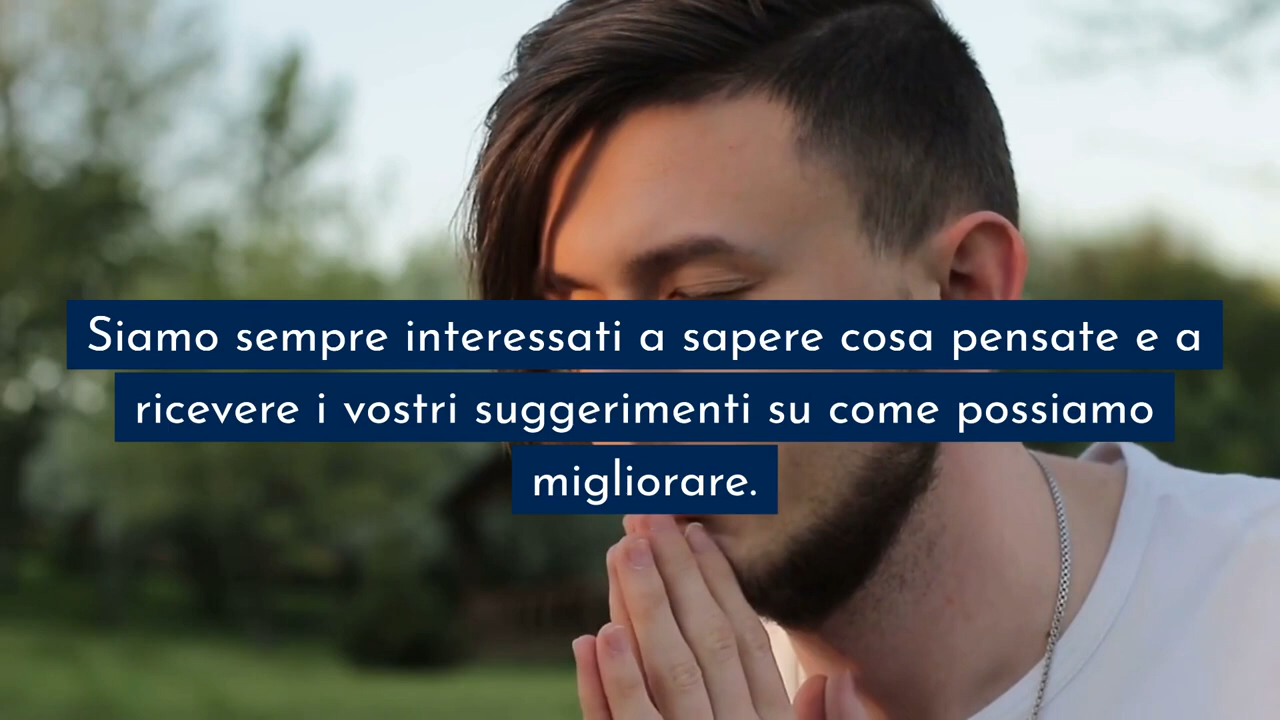 Siamo sempre interessati a sapere cosa pensate e a
ricevere i vostri suggerimenti su come possiamo
migliorare.